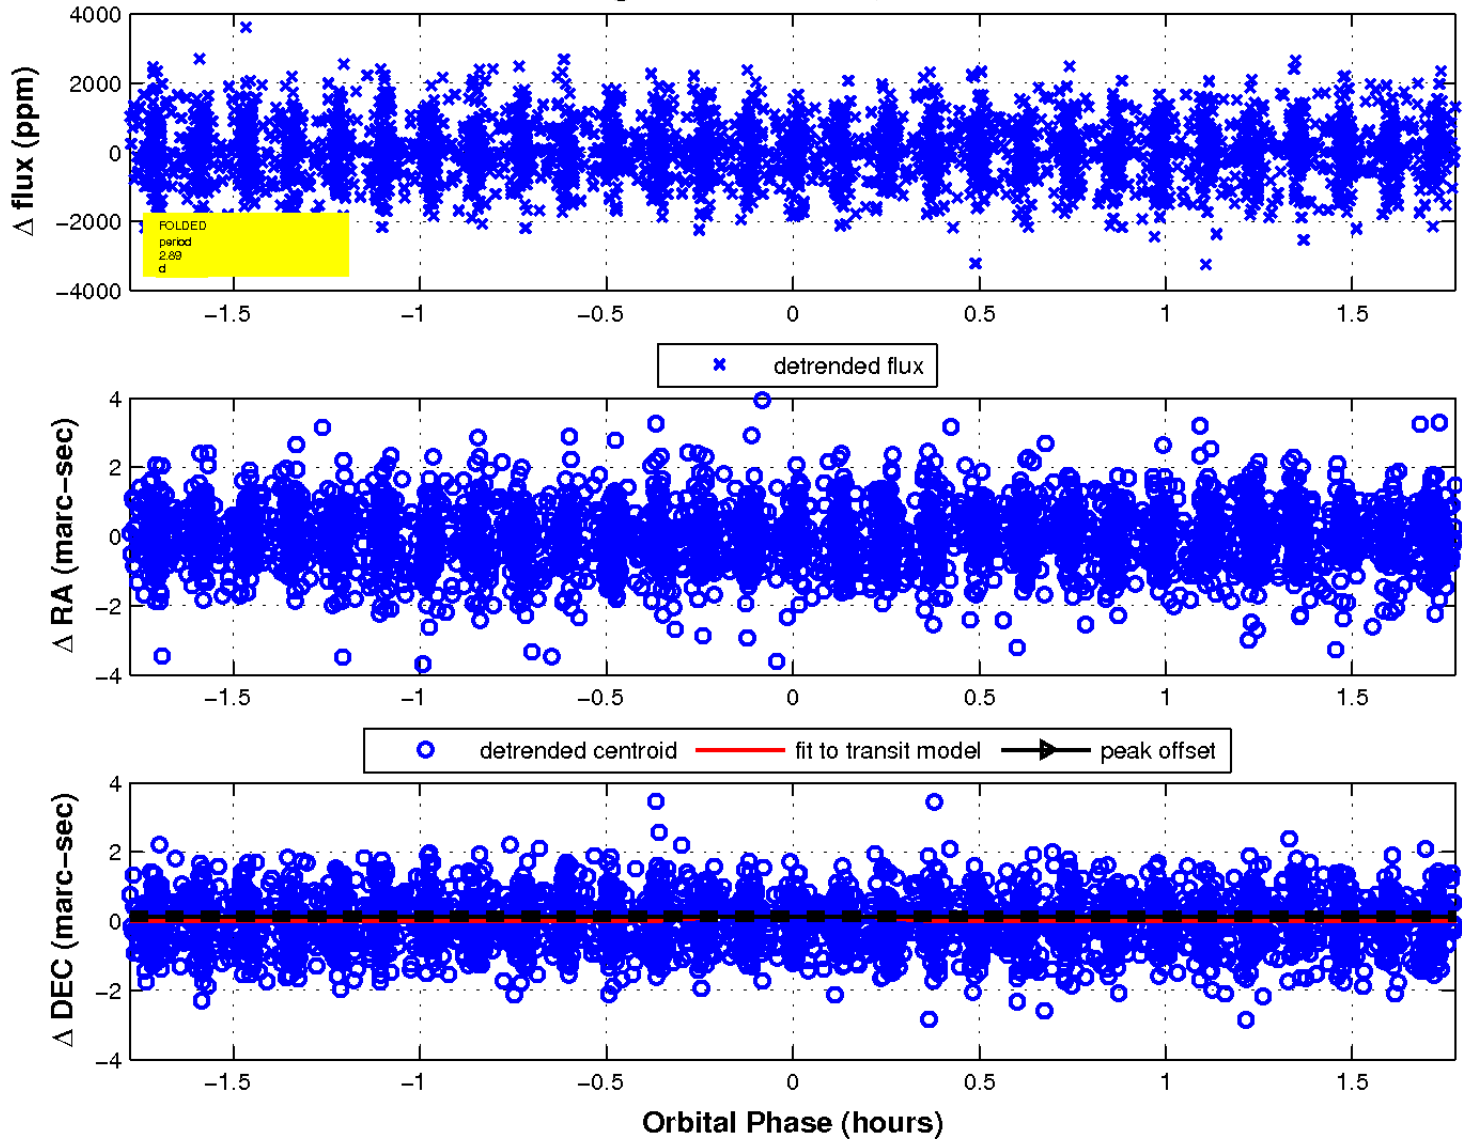 4000
2000
0
−2000
−4000
Δ flux (ppm)
FOLDED
period
2.89
d
−1.5 −1 −0.5 0 0.5 1 1.5
detrended flux
4
2
0
−2
−4
Δ RA (marc−sec)
−1.5 −1 −0.5 0 0.5 1 1.5
detrended centroid fit to transit model peak offset
4
2
0
−2
−4
Δ DEC (marc−sec)
−1.5 −1 −0.5 0 0.5 1 1.5
Orbital Phase (hours)